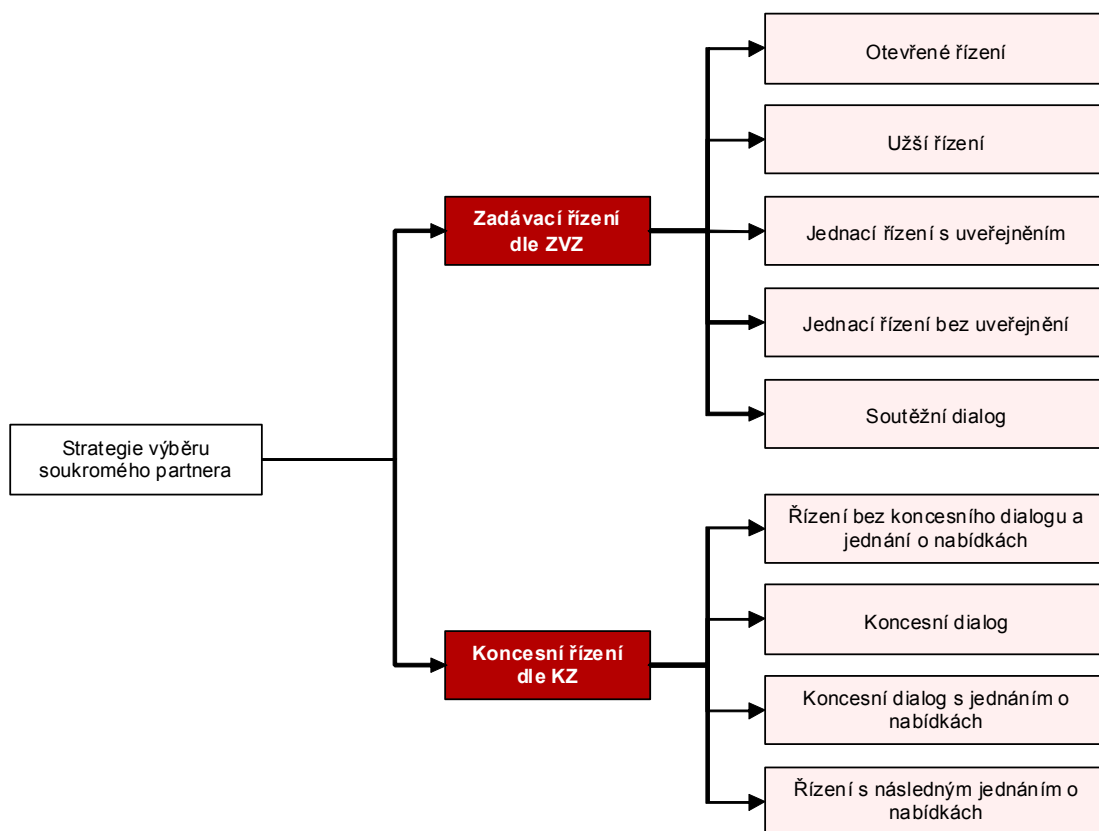 Otevřené řízení
Užší řízení
Zadávací řízení
dle ZVZ
Jednací řízení s uveřejněním
Jednací řízení bez uveřejnění
Soutěžní dialog
Strategie výběru
soukromého partnera
Řízení bez koncesního dialogu a
jednání o nabídkách
Koncesní dialog
Koncesní řízení
dle KZ
Koncesní dialog s jednáním o
nabídkách
Řízení s následným jednáním o
nabídkách